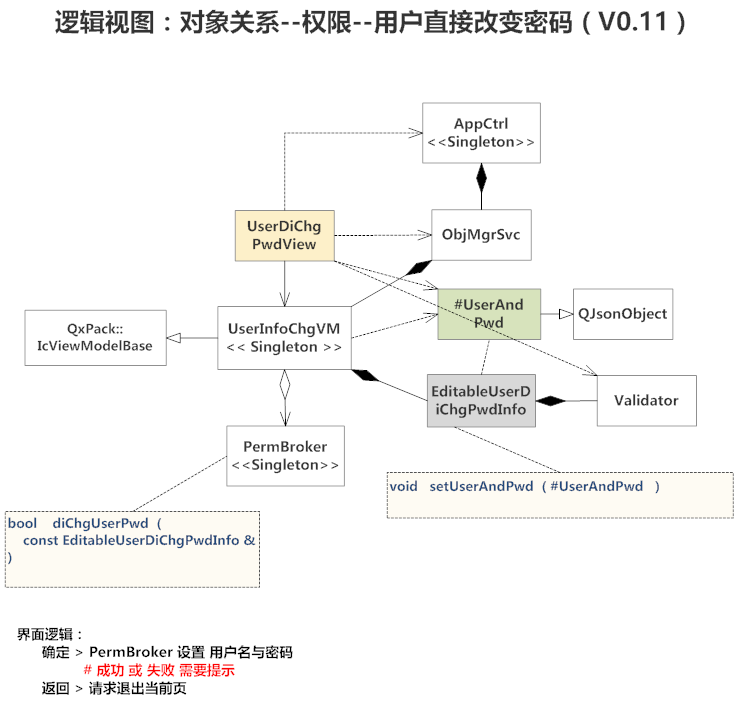 逻辑视图：对象关系--权限--用户直接改变密码（V0.11）
AppCtrl
<<Singleton>>
UserDiChg
PwdView
ObjMgrSvc
#UserAnd
Pwd
QJsonObject
QxPack::
IcViewModelBase
UserInfoChgVM
<< Singleton >>
EditableUserD
iChgPwdInfo
Validator
PermBroker
<<Singleton>>
void setUserAndPwd（#UserAndPwd ）
bool diChgUserPwd（
const EditableUserDiChgPwdInfo &
）
界面逻辑：
确定 > PermBroker 设置 用户名与密码
# 成功 或 失败 需要提示
返回 > 请求退出当前页